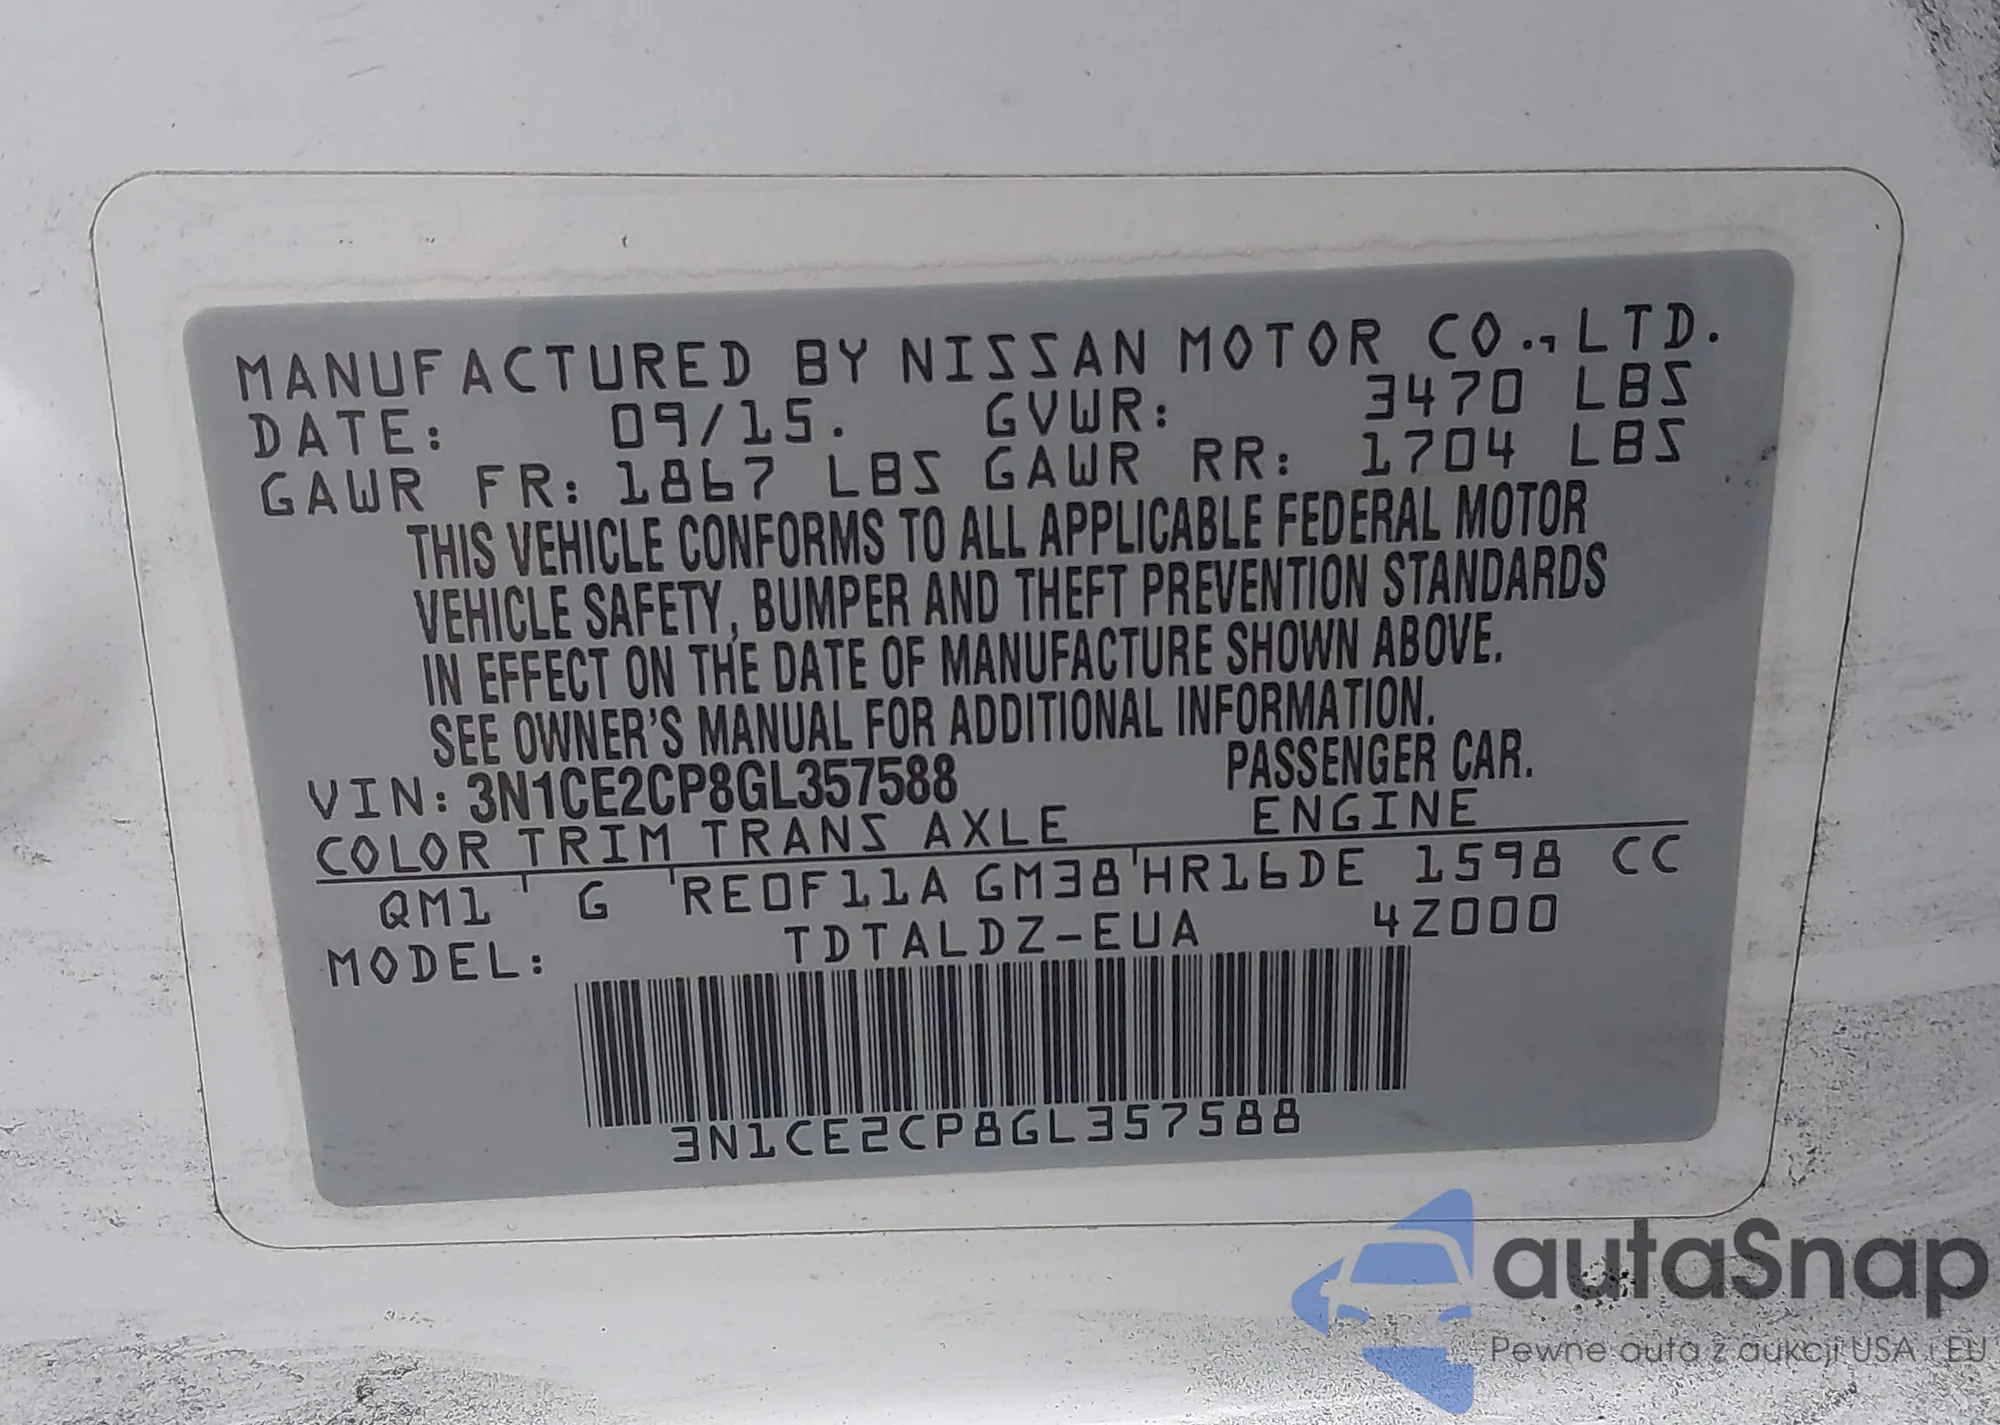 MANUFACTURED BY NISSAN MOTOR CO.,LTD.
DATE: 09/15. GVWR: 3470 LBS
GAWR FR: 1867 LBS GAWR RR: 1704 LBS
THIS VEHICLE CONFORMS TO ALL APPLICABLE FEDERAL MOTOR
VEHICLE SAFETY, BUMPER AND THEFT PREVENTION STANDARDS
IN EFFECT ON THE DATE OF MANUFACTURE SHOWN ABOVE.
SEE OWNER'S MANUAL FOR ADDITIONAL INFORMATION.
VIN: 3N1CE2CP8GL357588 PASSENGER CAR.
COLOR TRIM TRANS AXLE ENGINE
QM1 G RE0F11A GM38 HR16DE 1598 CC
MODEL: TDTALDZ-EUA 4Z000
3N1CE2CP8GL357588
autaSnap
Pewne auta z aukcji USA i EU